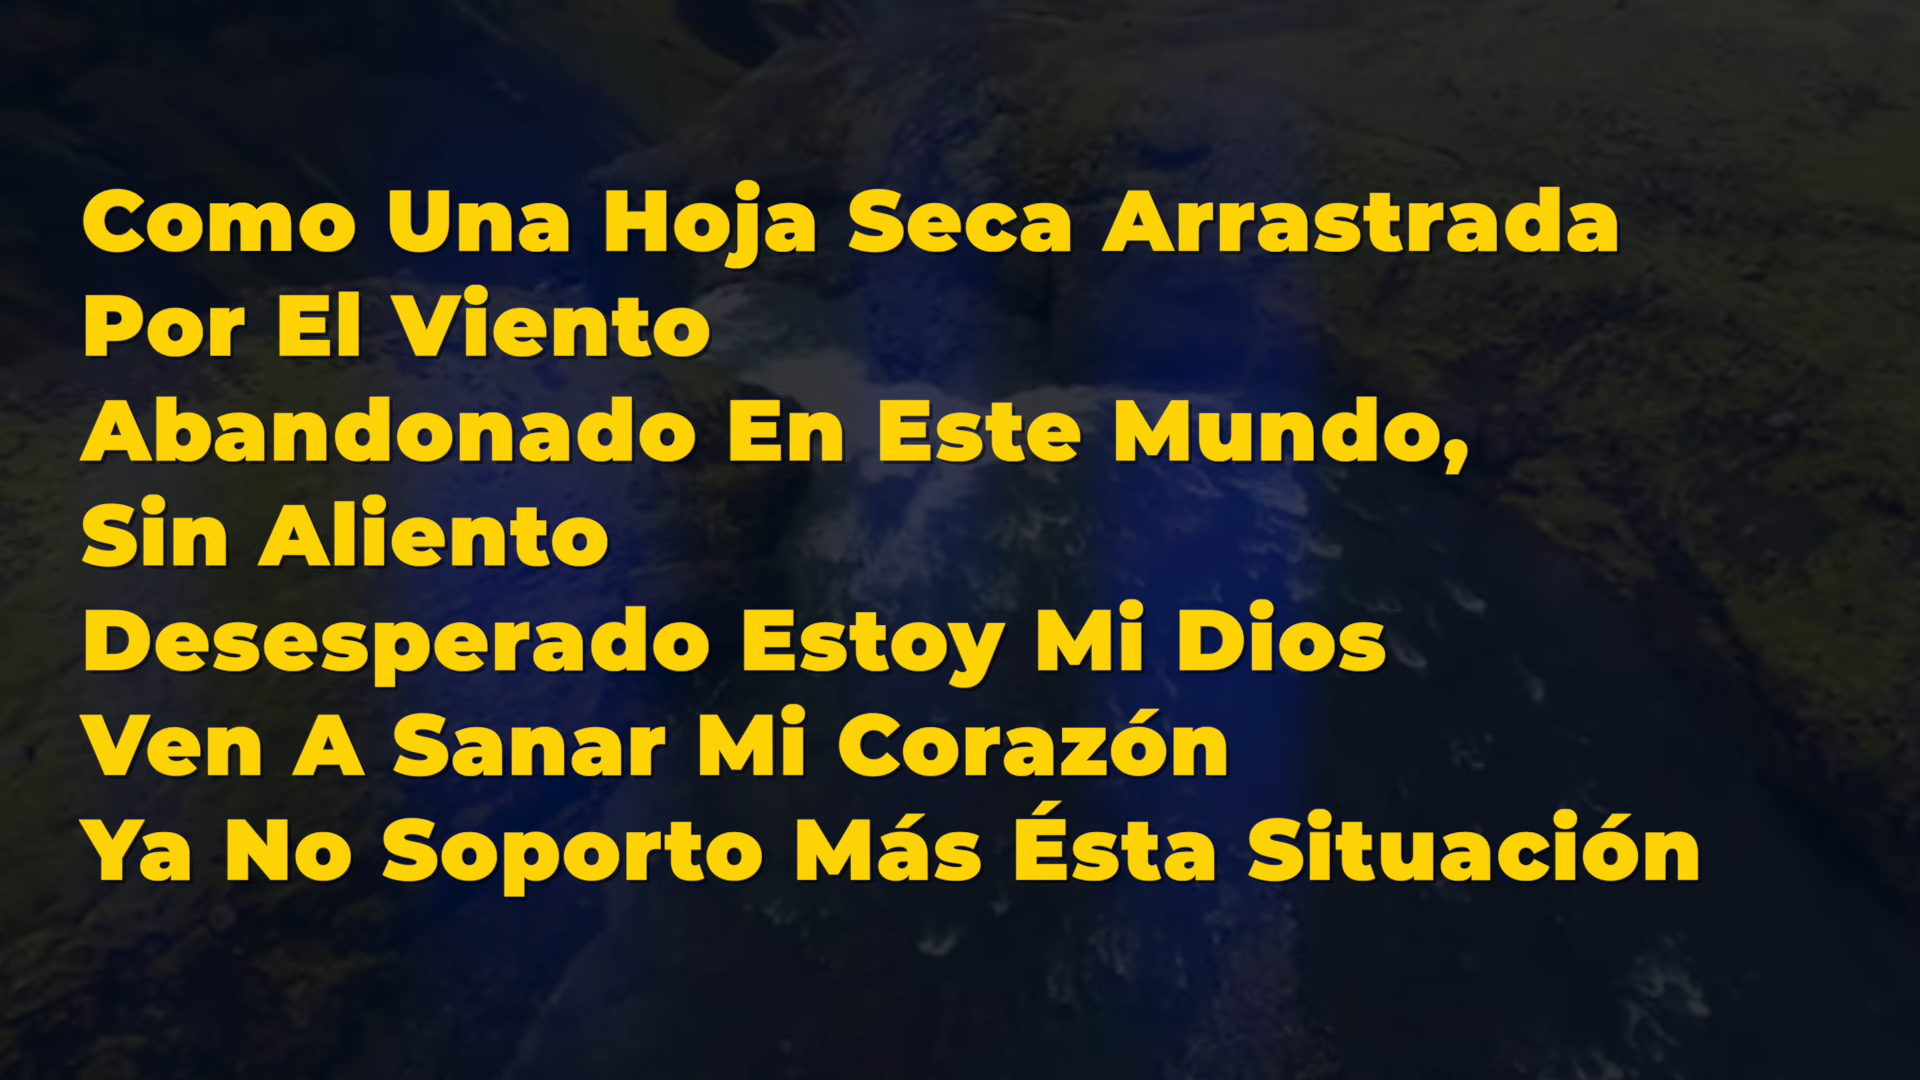 Como Una Hoja Seca Arrastrada
Por El Viento
Abandonado En Este Mundo,
Sin Aliento
Desesperado Estoy Mi Dios
Ven A Sanar Mi Corazón
Ya No Soporto Más Ésta Situación